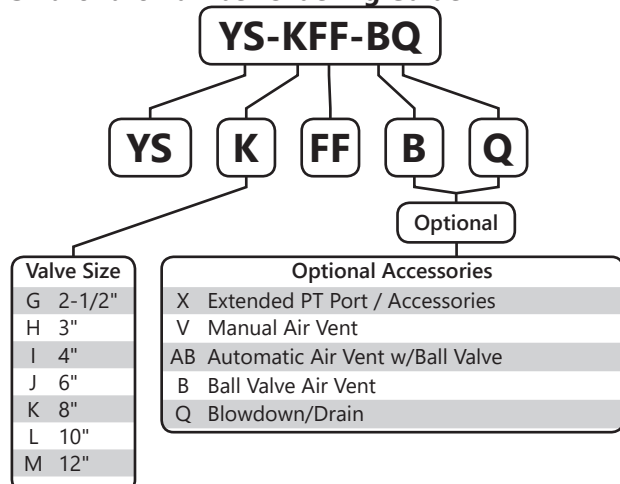 YS-KFF-BQ
YS K FF B Q
Optional
Valve Size
G 2-1/2"
H 3"
I 4"
J 6"
K 8"
L 10"
M 12"
Optional Accessories
X Extended PT Port / Accessories
V Manual Air Vent
AB Automatic Air Vent w/Ball Valve
B Ball Valve Air Vent
Q Blowdown/Drain